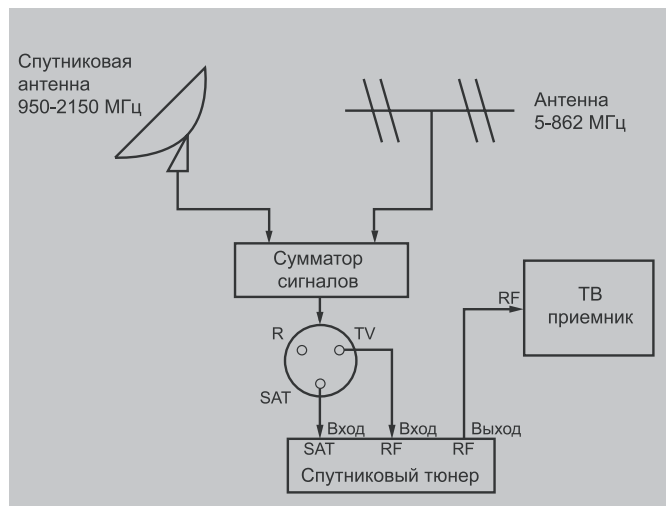 Спутниковая
антенна
950-2150 МГц
Антенна
5-862 МГц
Сумматор
сигналов
RF
ТВ
приемник
R
TV
SAT
Вход
Вход
Выход
SAT
RF
RF
Спутниковый тюнер